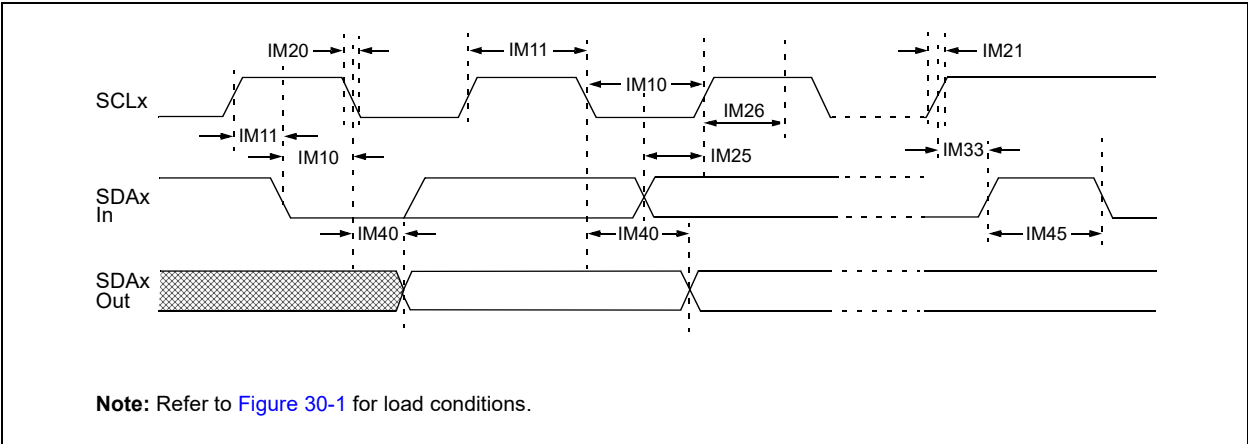 IM20
IM11
IM21
SCLx
IM10
IM26
IM11
IM10
IM25
IM33
SDAx
In
IM40
IM40
IM45
SDAx
Out
Note: Refer to Figure 30-1 for load conditions.